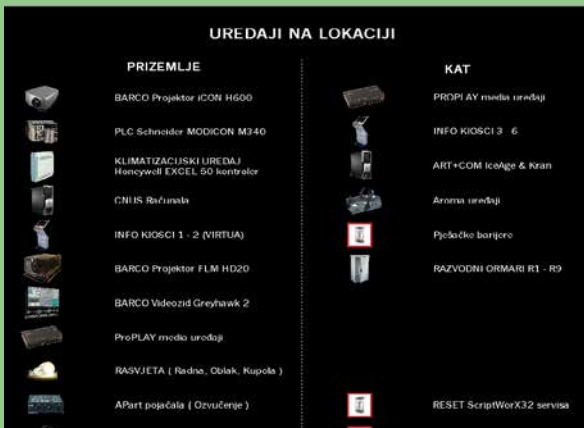 UREĐAJI NA LOKACIJI
PRIZEMLJE
BARCO Projektor iCON H600
PLC Schneider MODICON M340
KLIMATIZACIJSKI UREĐAJ
Honeywell EXCEL 50 kontroler
CNUS Računala
INFO KIOSCI 1 - 2 (VIRTUA)
BARCO Projektor FLM HD20
BARCO Videozid Greyhawk 2
ProPLAY media uređaji
RASVJETA ( Radna, Oblak, Kupola )
APart pojačala ( Ozvučenje )
KAT
PROPLAY media uređaji
INFO KIOSCI 3 - 6
ART+COM IceAge & Kran
Aroma uređaji
Pješačke barijere
RAZVODNI ORMARI R1 - R9
RESET ScriptWorX32 servisa